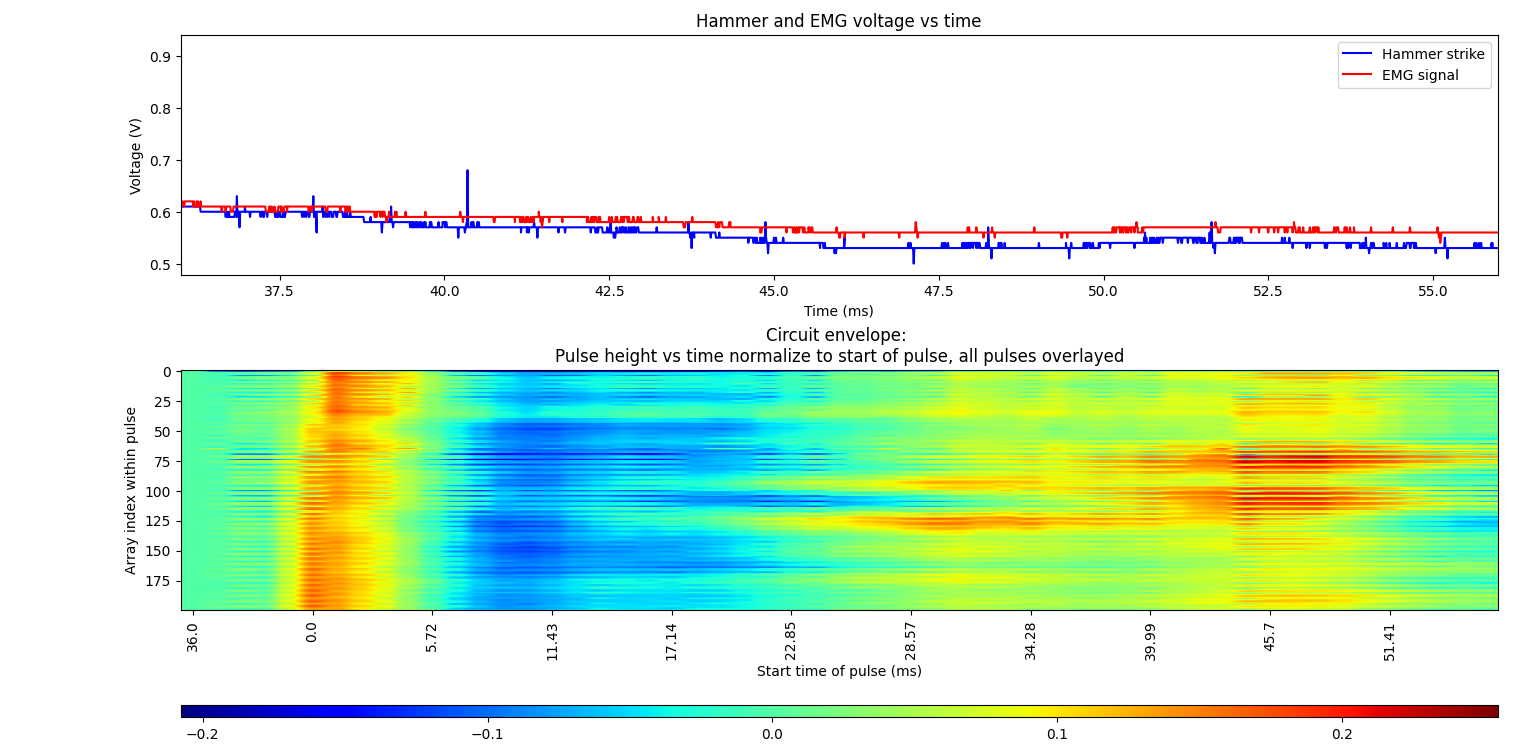 Hammer and EMG voltage vs time
Voltage (V)
0.9
0.8
0.7
0.6
0.5
Hammer strike
EMG signal
37.5 40.0 42.5 45.0 47.5 50.0 52.5 55.0
Time (ms)
Circuit envelope:
Pulse height vs time normalize to start of pulse, all pulses overlayed
Array index within pulse
0
25
50
75
100
125
150
175
36.0 0.0 5.72 11.43 17.14 22.85 28.57 34.28 39.99 45.7 51.41
Start time of pulse (ms)
−0.2 −0.1 0.0 0.1 0.2